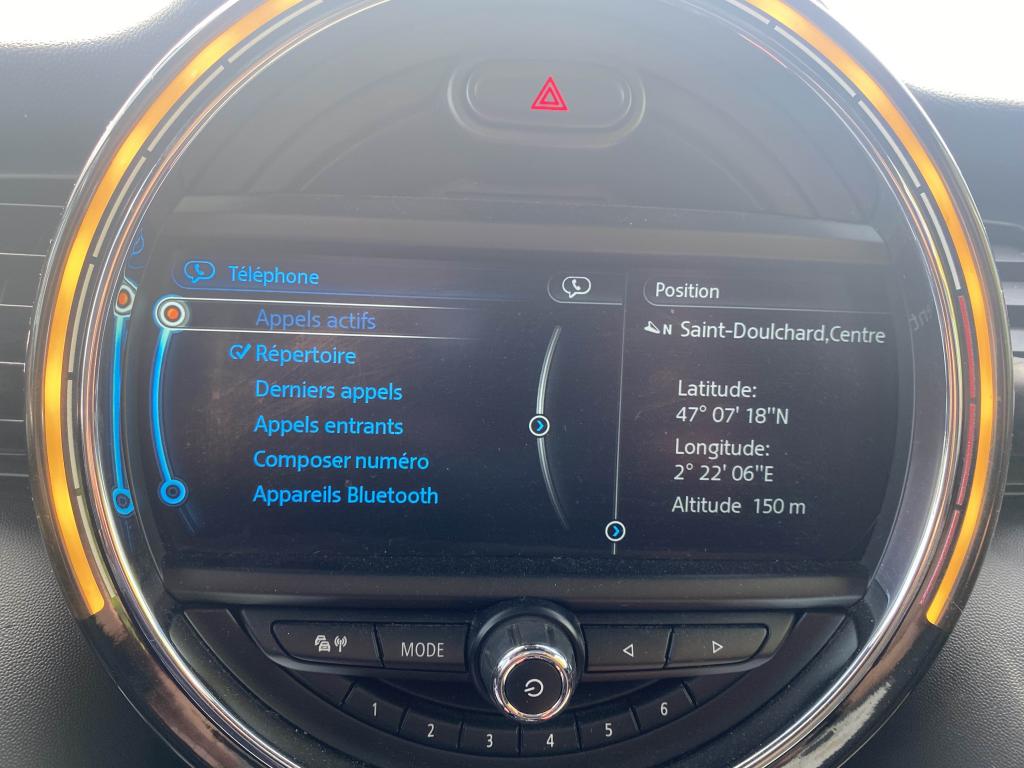 Téléphone
Appels actifs
Répertoire
Derniers appels
Appels entrants
Composer numéro
Appareils Bluetooth
Position
N Saint-Doulchard,Centre
Latitude:
47° 07' 18"N
Longitude:
2° 22' 06"E
Altitude 150 m
MODE
1
2
3
4
5
6